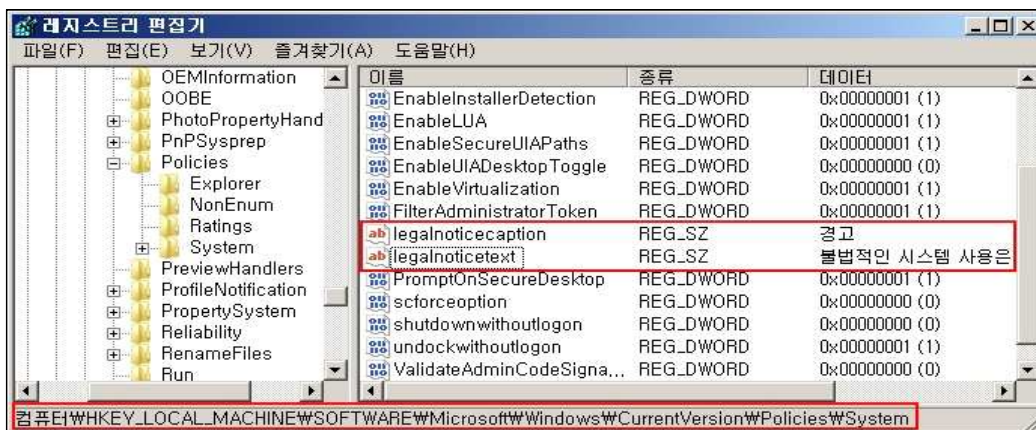 레지스트리 편집기
파일(F) 편집(E) 보기(V) 즐겨찾기(A) 도움말(H)
OEMInformation
OOBE
PhotoPropertyHand
PnPSysprep
Policies
Explorer
NonEnum
Ratings
System
PreviewHandlers
ProfileNotification
PropertySystem
Reliability
RenameFiles
Run
이름 종류 데이터
EnableInstallerDetection REG_DWORD 0x00000001 (1)
EnableLUA REG_DWORD 0x00000001 (1)
EnableSecureUIAPaths REG_DWORD 0x00000001 (1)
EnableUIADesktopToggle REG_DWORD 0x00000000 (0)
EnableVirtualization REG_DWORD 0x00000001 (1)
FilterAdministratorToken REG_DWORD 0x00000001 (1)
legalnoticecaption REG_SZ 경고
legalnoticetext REG_SZ 불법적인 시스템 사용은
PromptOnSecureDesktop REG_DWORD 0x00000001 (1)
scforceoption REG_DWORD 0x00000000 (0)
shutdownwithoutlogon REG_DWORD 0x00000000 (0)
undockwithoutlogon REG_DWORD 0x00000001 (1)
ValidateAdminCodeSigna... REG_DWORD 0x00000000 (0)
컴퓨터₩HKEY_LOCAL_MACHINE₩SOFTWARE₩Microsoft₩Windows₩CurrentVersion₩Policies₩System